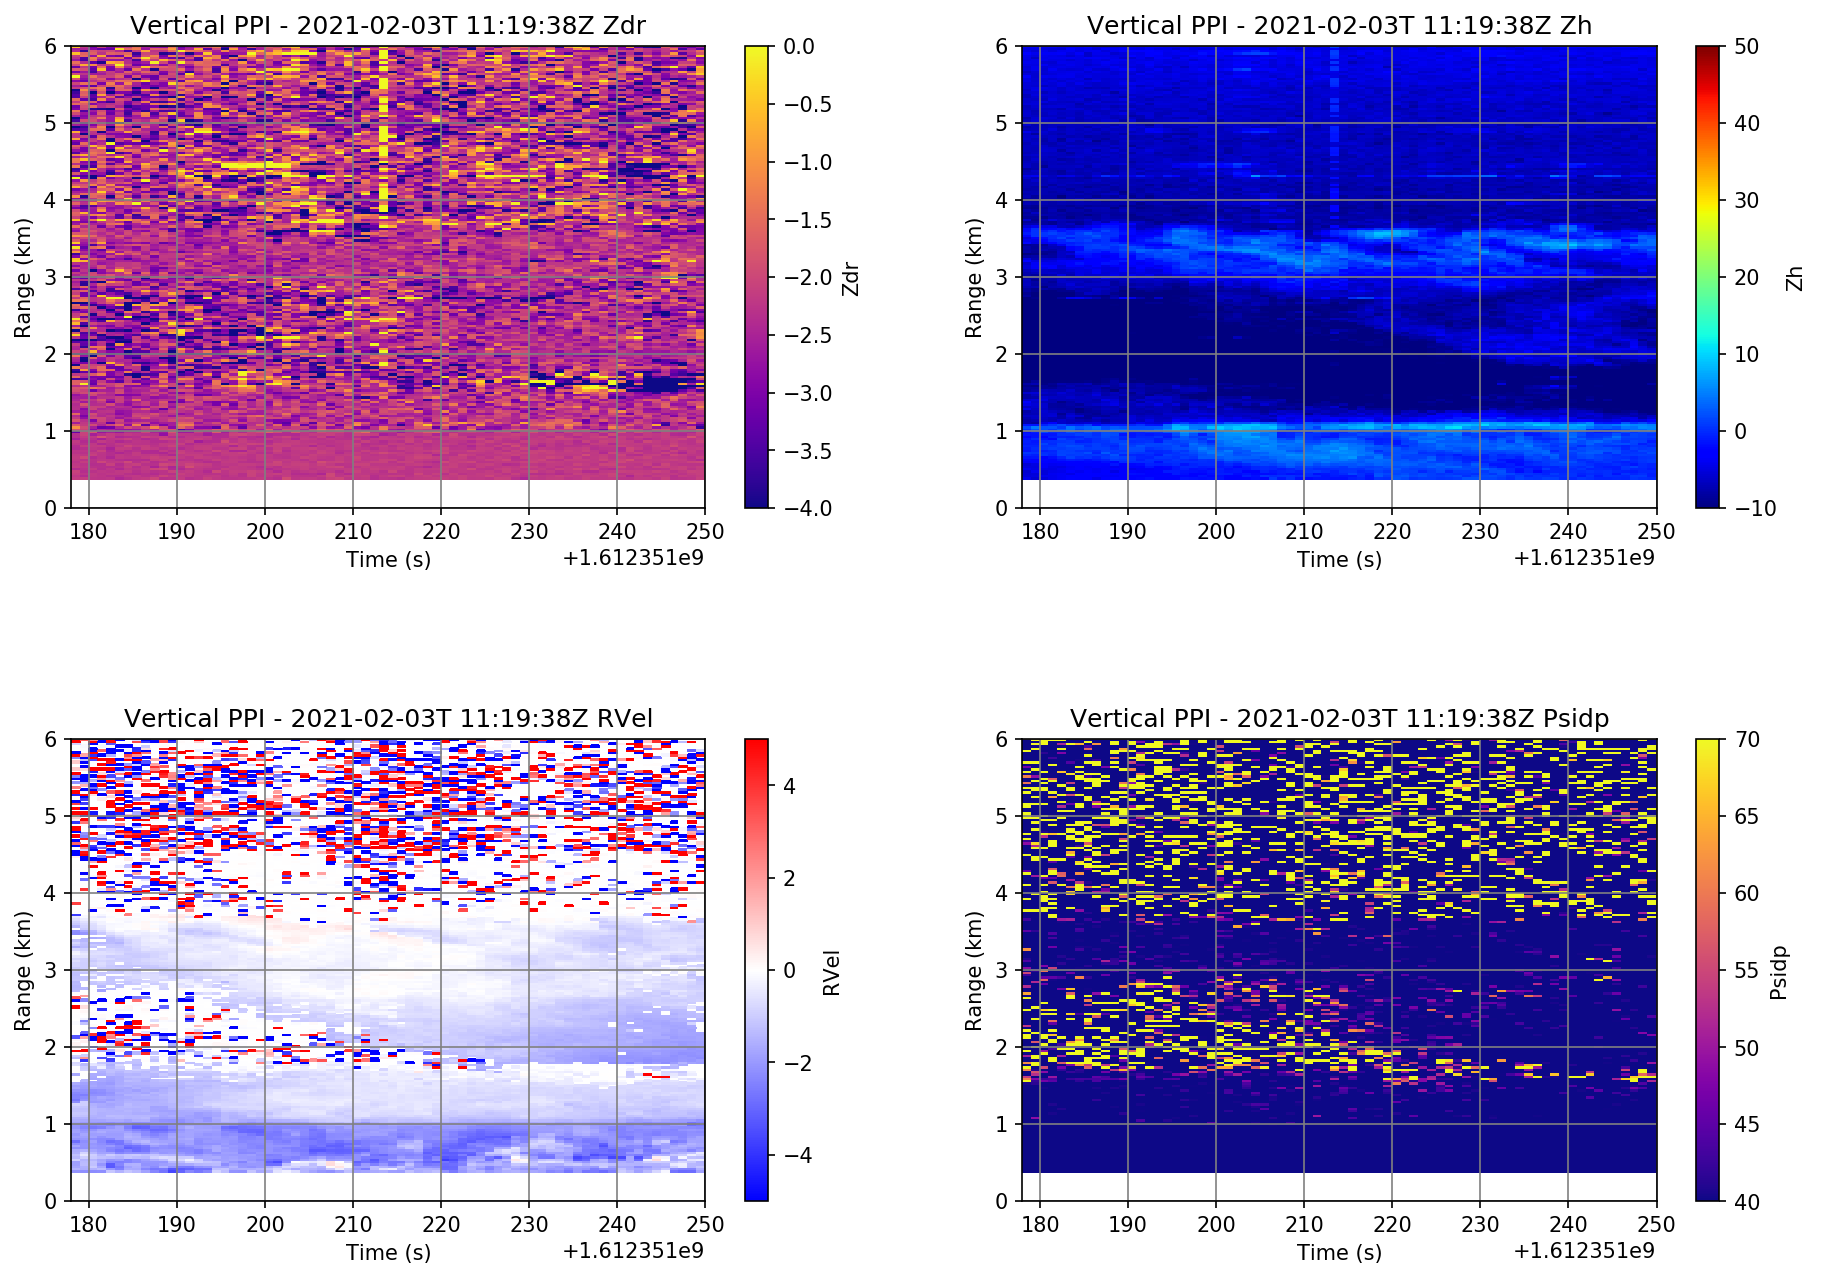 Vertical PPI - 2021-02-03T 11:19:38Z Zdr
6
5
4
3
2
1
0
Range (km)
180 190 200 210 220 230 240 250
Time (s)
+1.612351e9
0.0
−0.5
−1.0
−1.5
−2.0
−2.5
−3.0
−3.5
−4.0
Zdr
Vertical PPI - 2021-02-03T 11:19:38Z Zh
6
5
4
3
2
1
0
Range (km)
180 190 200 210 220 230 240 250
Time (s)
+1.612351e9
50
40
30
20
10
0
−10
Zh
Vertical PPI - 2021-02-03T 11:19:38Z RVel
6
5
4
3
2
1
0
Range (km)
180 190 200 210 220 230 240 250
Time (s)
+1.612351e9
4
2
0
−2
−4
RVel
Vertical PPI - 2021-02-03T 11:19:38Z Psidp
6
5
4
3
2
1
0
Range (km)
180 190 200 210 220 230 240 250
Time (s)
+1.612351e9
70
65
60
55
50
45
40
Psidp